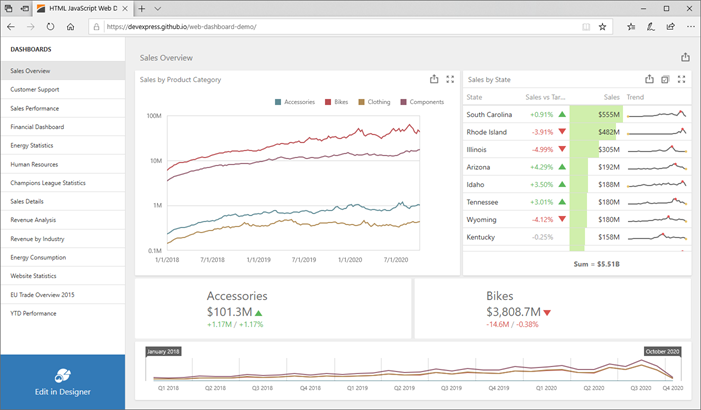 HTML JavaScript Web D
https://devexpress.github.io/web-dashboard-demo/
DASHBOARDS
Sales Overview
Customer Support
Sales Performance
Financial Dashboard
Energy Statistics
Human Resources
Champions League Statistics
Sales Details
Revenue Analysis
Revenue by Industry
Energy Consumption
Website Statistics
EU Trade Overview 2015
YTD Performance
Edit in Designer
Sales Overview
Sales by Product Category
Accessories Bikes Clothing Components
100M
10M
1M
0.1M
1/1/2018 7/1/2018 1/1/2019 7/1/2019 1/1/2020 7/1/2020
Sales by State
State Sales vs Tar... Sales Trend
South Carolina +0.91% $555M
Rhode Island -3.91% $482M
Illinois -4.99% $305M
Arizona +4.29% $192M
Idaho +3.50% $188M
Tennessee +3.01% $180M
Wyoming -4.12% $180M
Kentucky -0.25% $158M
Sum = $5.51B
Accessories
$101.3M
+1.17M / +1.17%
Bikes
$3,808.7M
-14.6M / -0.38%
January 2018 October 2020
Q1 2018 Q2 2018 Q3 2018 Q4 2018 Q1 2019 Q2 2019 Q3 2019 Q4 2019 Q1 2020 Q2 2020 Q3 2020 Q4 2020